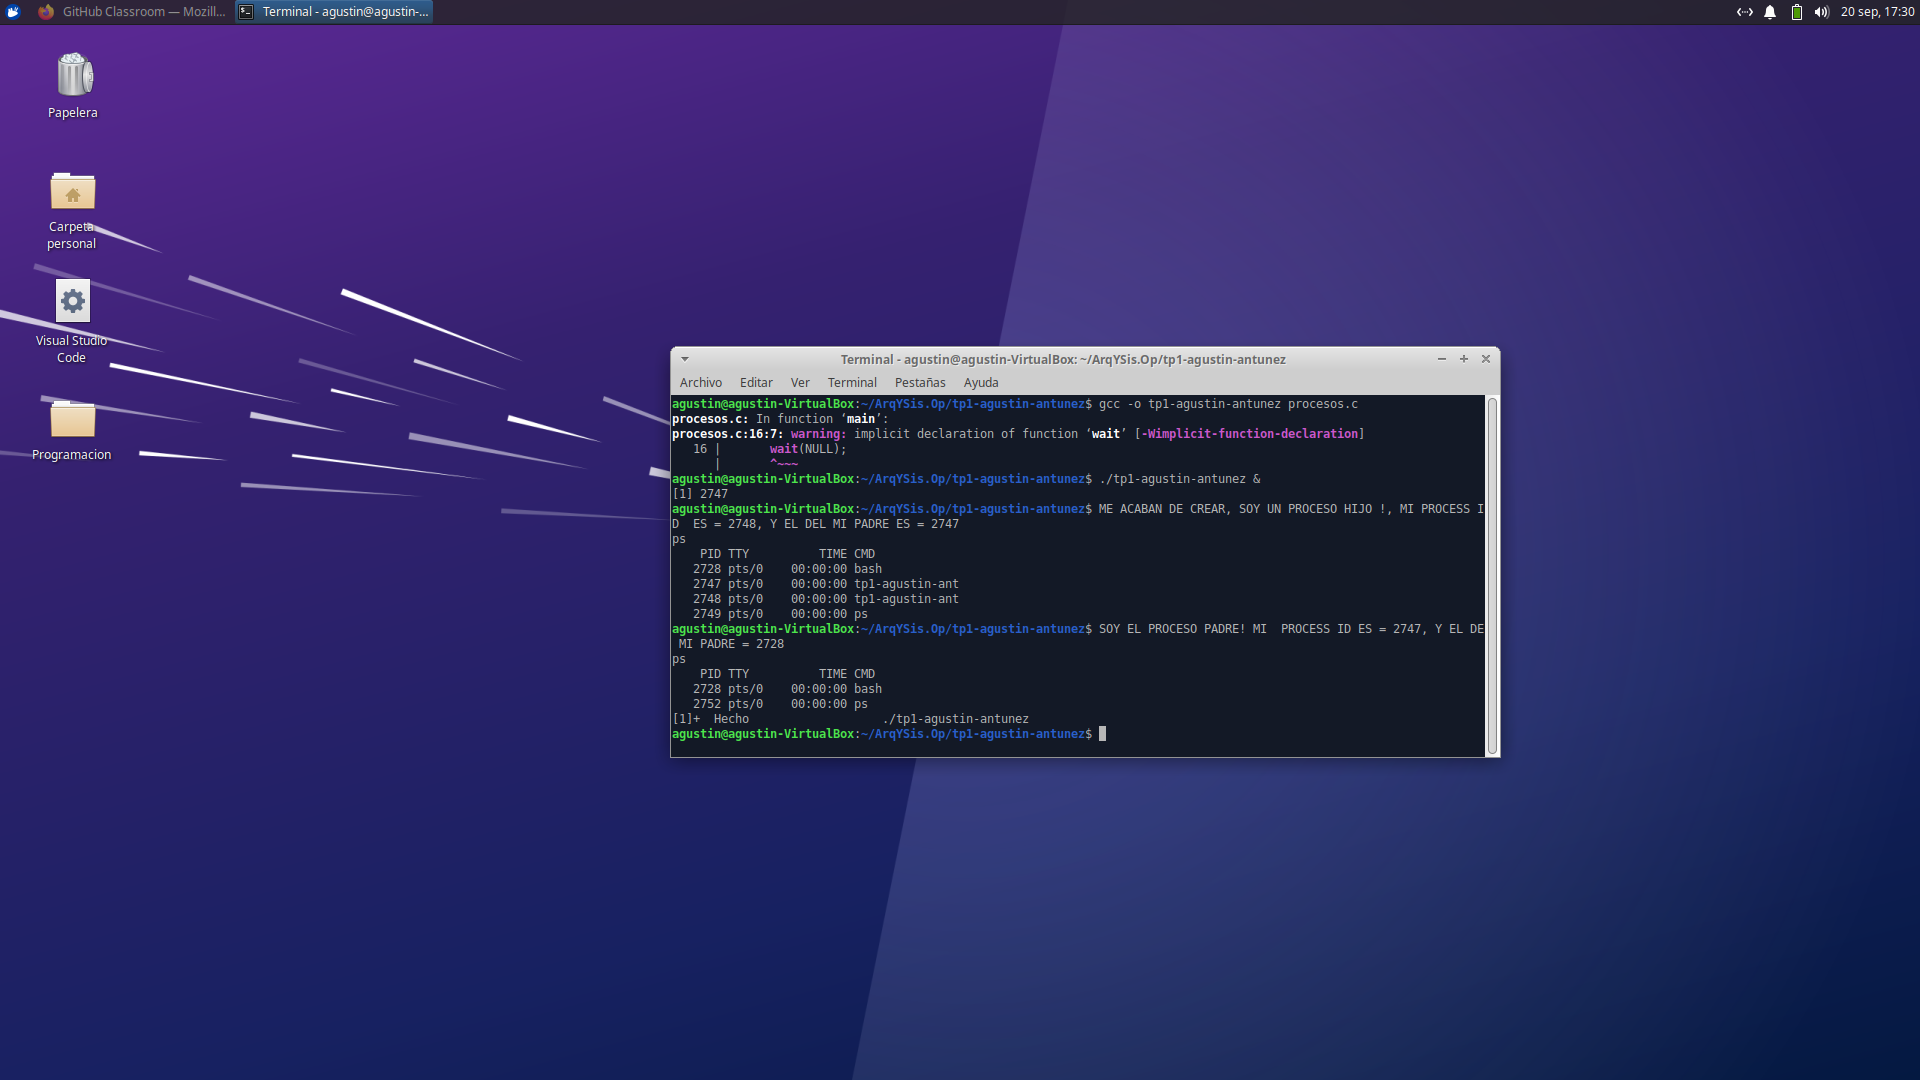 GitHub Classroom — Mozill...
Terminal - agustin@agustin-...
20 sep, 17:30
Papelera
Carpeta
personal
Visual Studio
Code
Programacion
Terminal - agustin@agustin-VirtualBox: ~/ArqYSis.Op/tp1-agustin-antunez
Archivo Editar Ver Terminal Pestañas Ayuda
agustin@agustin-VirtualBox:~/ArqYSis.Op/tp1-agustin-antunez$ gcc -o tp1-agustin-antunez procesos.c
procesos.c: In function ‘main’:
procesos.c:16:7: warning: implicit declaration of function ‘wait’ [-Wimplicit-function-declaration]
   16 |       wait(NULL);
      |       ^~~~
agustin@agustin-VirtualBox:~/ArqYSis.Op/tp1-agustin-antunez$ ./tp1-agustin-antunez &
[1] 2747
agustin@agustin-VirtualBox:~/ArqYSis.Op/tp1-agustin-antunez$ ME ACABAN DE CREAR, SOY UN PROCESO HIJO !, MI PROCESS I
D  ES = 2748, Y EL DEL MI PADRE ES = 2747
ps
    PID TTY          TIME CMD
   2728 pts/0    00:00:00 bash
   2747 pts/0    00:00:00 tp1-agustin-ant
   2748 pts/0    00:00:00 tp1-agustin-ant
   2749 pts/0    00:00:00 ps
agustin@agustin-VirtualBox:~/ArqYSis.Op/tp1-agustin-antunez$ SOY EL PROCESO PADRE! MI  PROCESS ID ES = 2747, Y EL DE
 MI PADRE = 2728
ps
    PID TTY          TIME CMD
   2728 pts/0    00:00:00 bash
   2752 pts/0    00:00:00 ps
[1]+  Hecho                   ./tp1-agustin-antunez
agustin@agustin-VirtualBox:~/ArqYSis.Op/tp1-agustin-antunez$